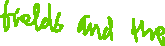 fields and the